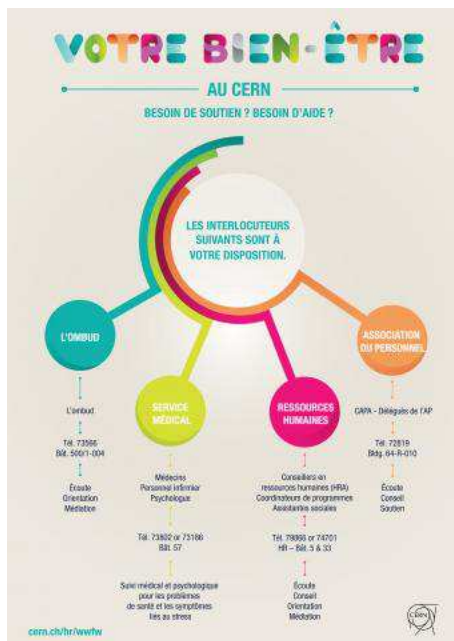 VOTRE BIEN-ÊTRE
AU CERN
BESOIN DE SOUTIEN ? BESOIN D'AIDE ?
LES INTERLOCUTEURS
SUIVANTS SONT À
VOTRE DISPOSITION.
L'OMBUD
L'ombud
Tél. 73566
Bât. 500/1-004
Écoute
Orientation
Médiation
SERVICE
MÉDICAL
Médecins
Personnel infirmier
Psychologue
Tél. 73802 or 73186
Bât. 57
Suivi médical et psychologique
pour les problèmes
de santé et les symptômes
liés au stress
RESSOURCES
HUMAINES
Conseillers en
ressources humaines (HRA)
Coordinateurs de programmes
Assistantes sociales
Tél. 79866 or 74701
HR – Bât. 5 & 33
Écoute
Conseil
Orientation
Médiation
ASSOCIATION
DU PERSONNEL
CAPA - Délégués de l'AP
Tél. 72819
Bldg. 64-R-010
Écoute
Conseil
Soutien
cern.ch/hr/wwfw
CERN